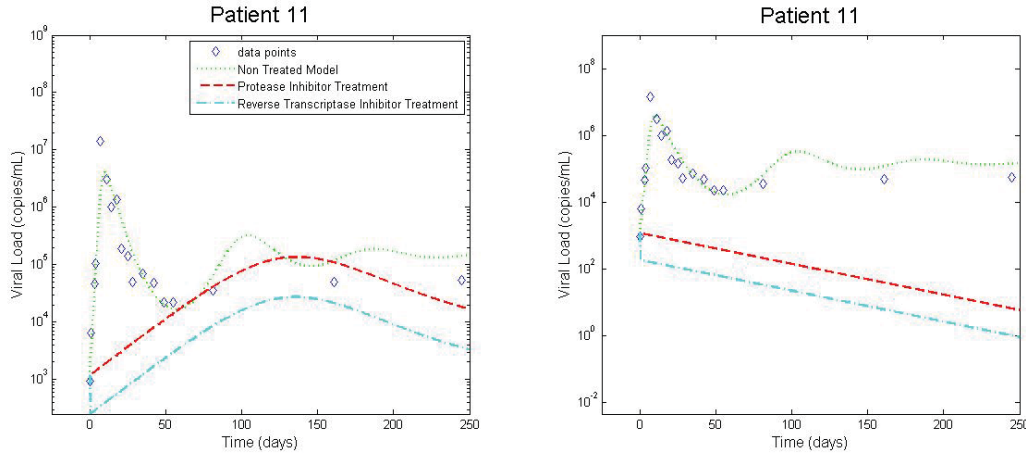 Patient 11
Viral Load (copies/mL)
10^9
10^8
10^7
10^6
10^5
10^4
10^3
data points
Non Treated Model
Protease Inhibitor Treatment
Reverse Transcriptase Inhibitor Treatment
0 50 100 150 200 250
Time (days)
Patient 11
Viral Load (copies/mL)
10^8
10^6
10^4
10^2
10^0
10^-2
0 50 100 150 200 250
Time (days)